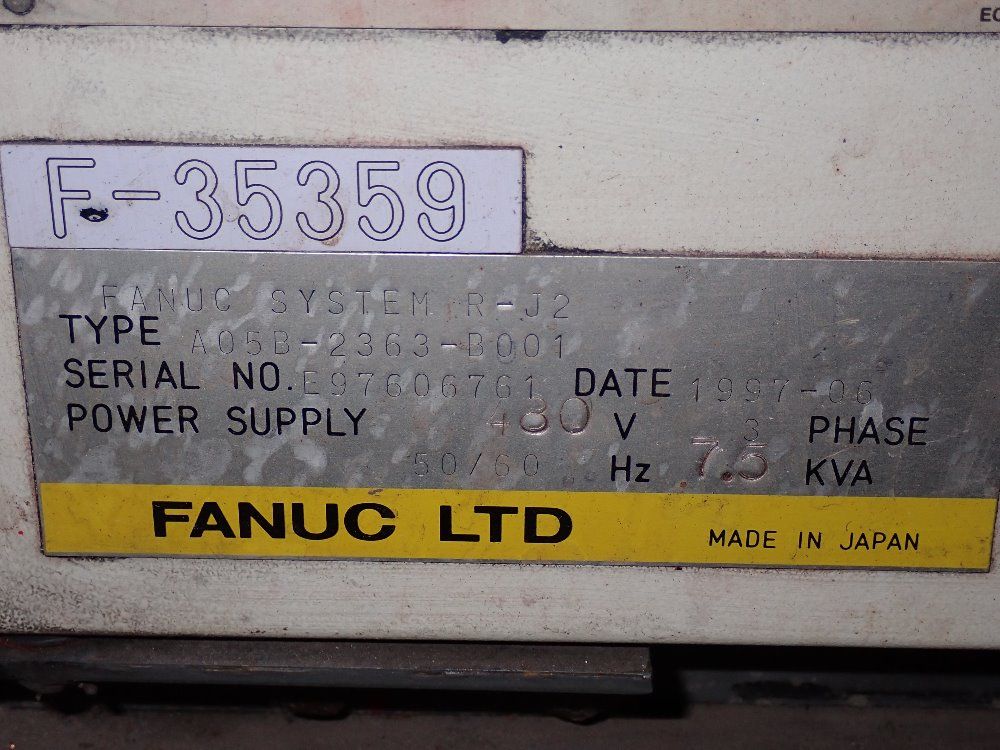 F-35359
FANUC SYSTEM R-J2
TYPE A05B-2363-B001
SERIAL NO. E97606761 DATE 1997-06
POWER SUPPLY 480 V 3 PHASE
50/60 Hz 7.5 KVA
FANUC LTD MADE IN JAPAN